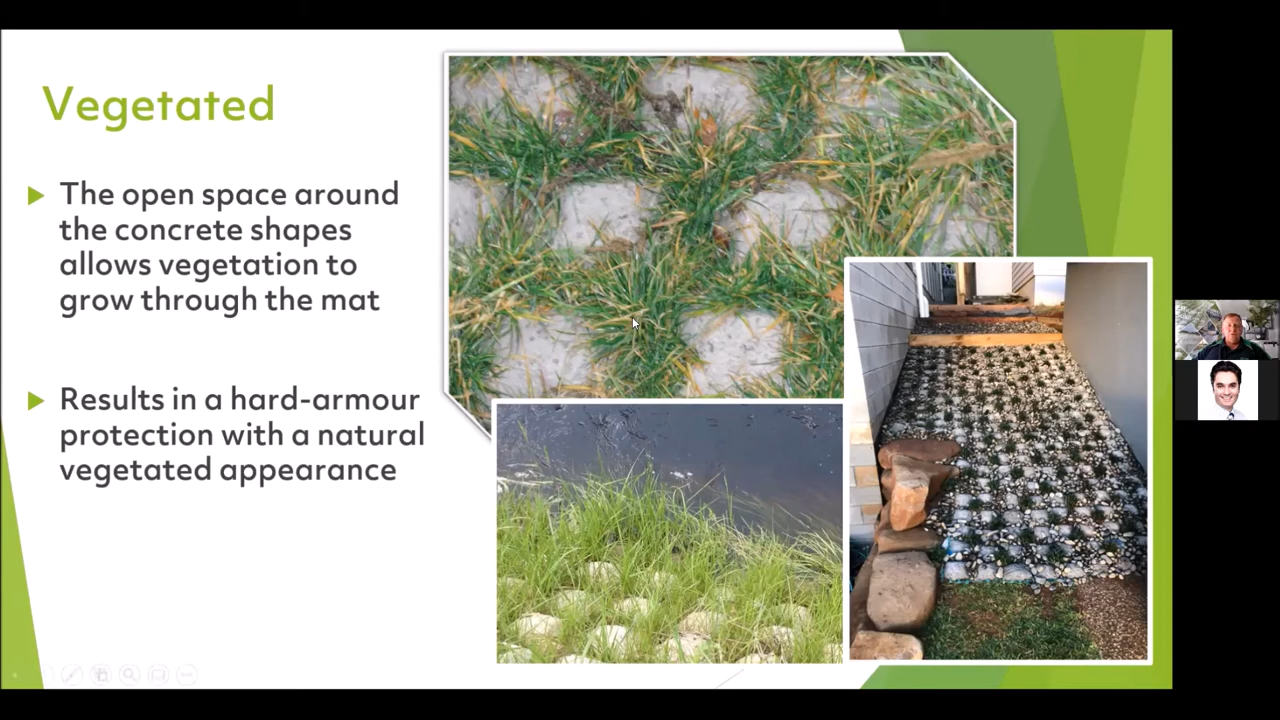 Vegetated
The open space around
the concrete shapes
allows vegetation to
grow through the mat
Results in a hard-armour
protection with a natural
vegetated appearance